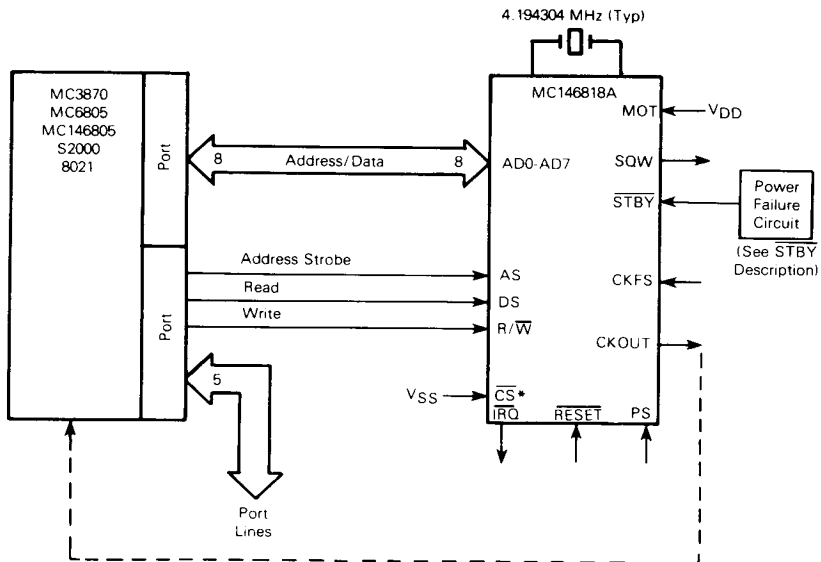 4.194304 MHz (Typ)
MC3870
MC6805
MC146805
S2000
8021
Port
Port
8 Address/Data 8
Address Strobe
Read
Write
5
Port
Lines
MC146818A
MOT
VDD
AD0-AD7
SQW
STBY
Power
Failure
Circuit
(See STBY
Description)
AS
DS
R/W
CKFS
CKOUT
VSS
CS*
IRQ
RESET
PS